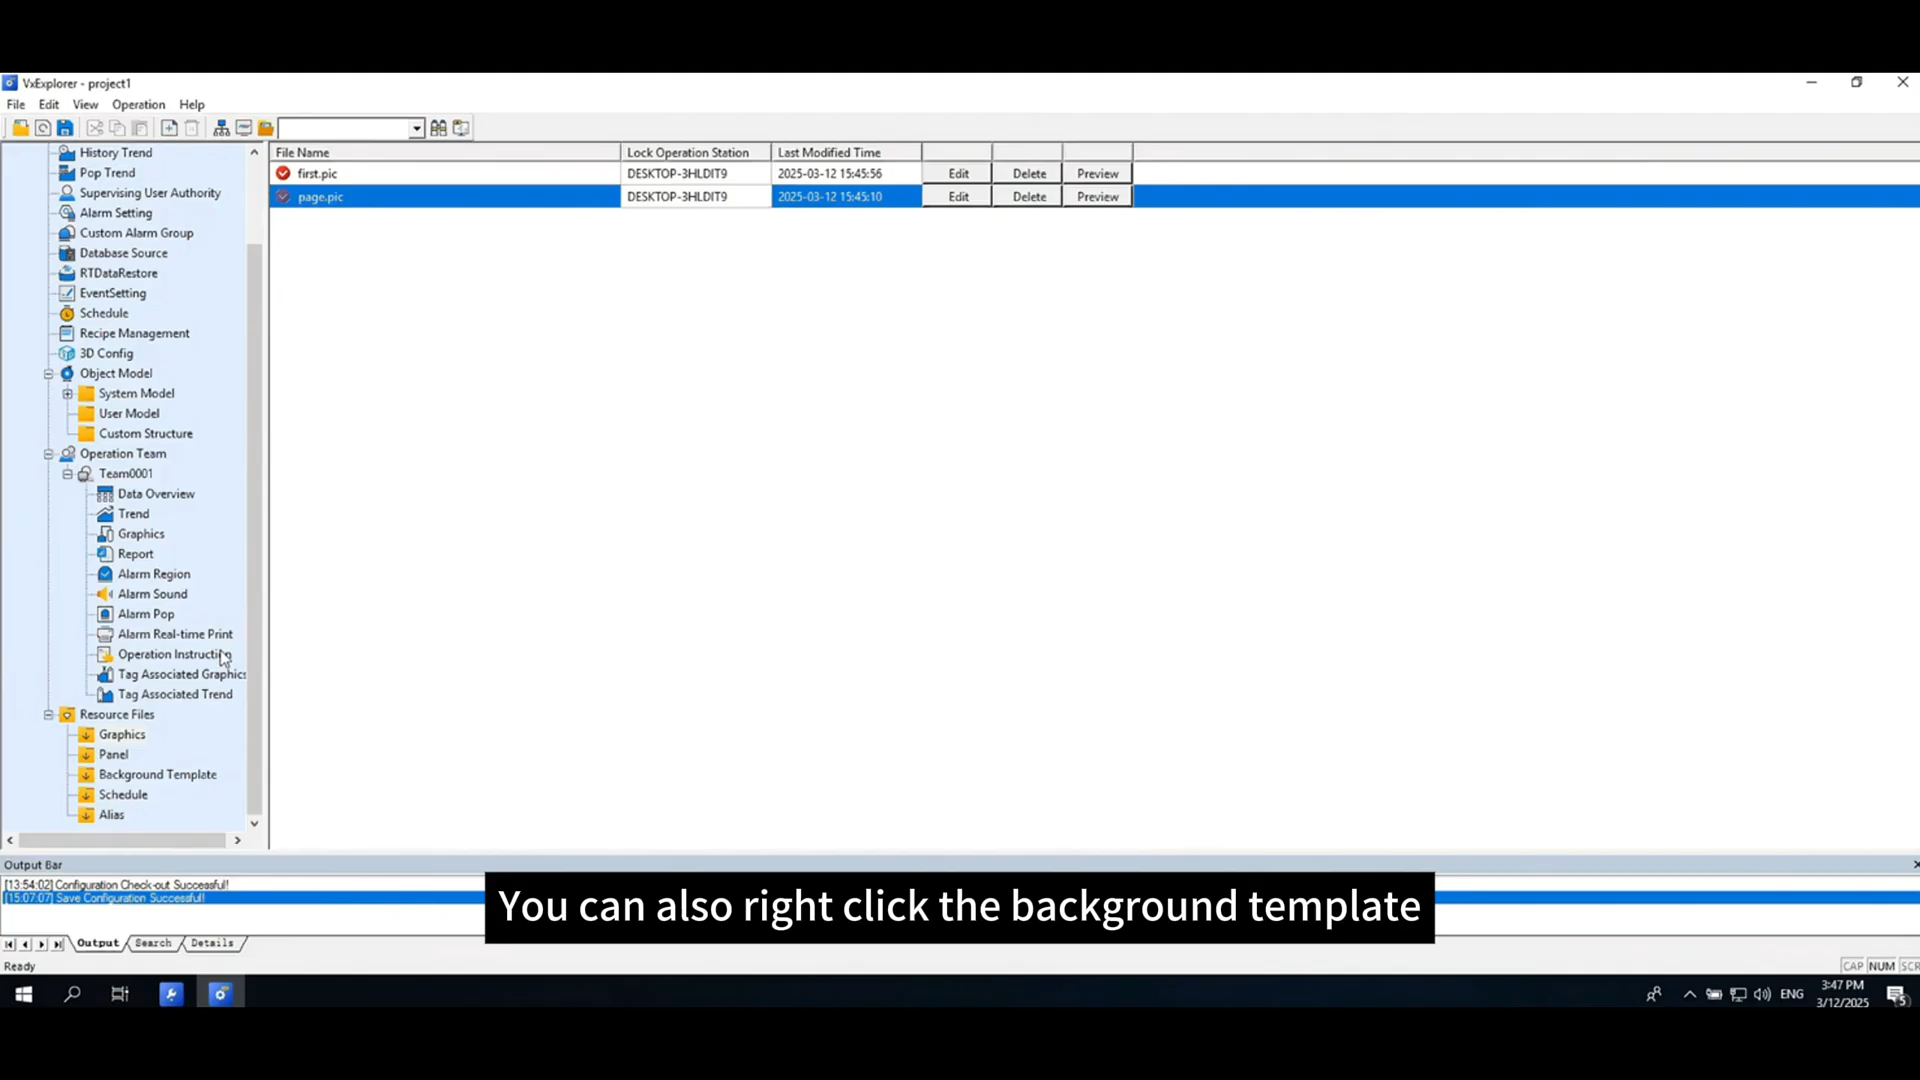 VxExplorer - project1
File Edit View Operation Help
History Trend
Pop Trend
Supervising User Authority
Alarm Setting
Custom Alarm Group
Database Source
RTDataRestore
EventSetting
Schedule
Recipe Management
3D Config
Object Model
System Model
User Model
Custom Structure
Operation Team
Team0001
Data Overview
Trend
Graphics
Report
Alarm Region
Alarm Sound
Alarm Pop
Alarm Real-time Print
Operation Instruction
Tag Associated Graphics
Tag Associated Trend
Resource Files
Graphics
Panel
Background Template
Schedule
Alias
File Name Lock Operation Station Last Modified Time
first.pic DESKTOP-3HLDIT9 2025-03-12 15:45:56 Edit Delete Preview
page.pic DESKTOP-3HLDIT9 2025-03-12 15:45:10 Edit Delete Preview
Output Bar
[13:54:02] Configuration Check-out Successful!
[15:07:07] Save Configuration Successful!
You can also right click the background template
Output Search Details
Ready
CAP NUM SCR
ENG
3:47 PM
3/12/2025
5